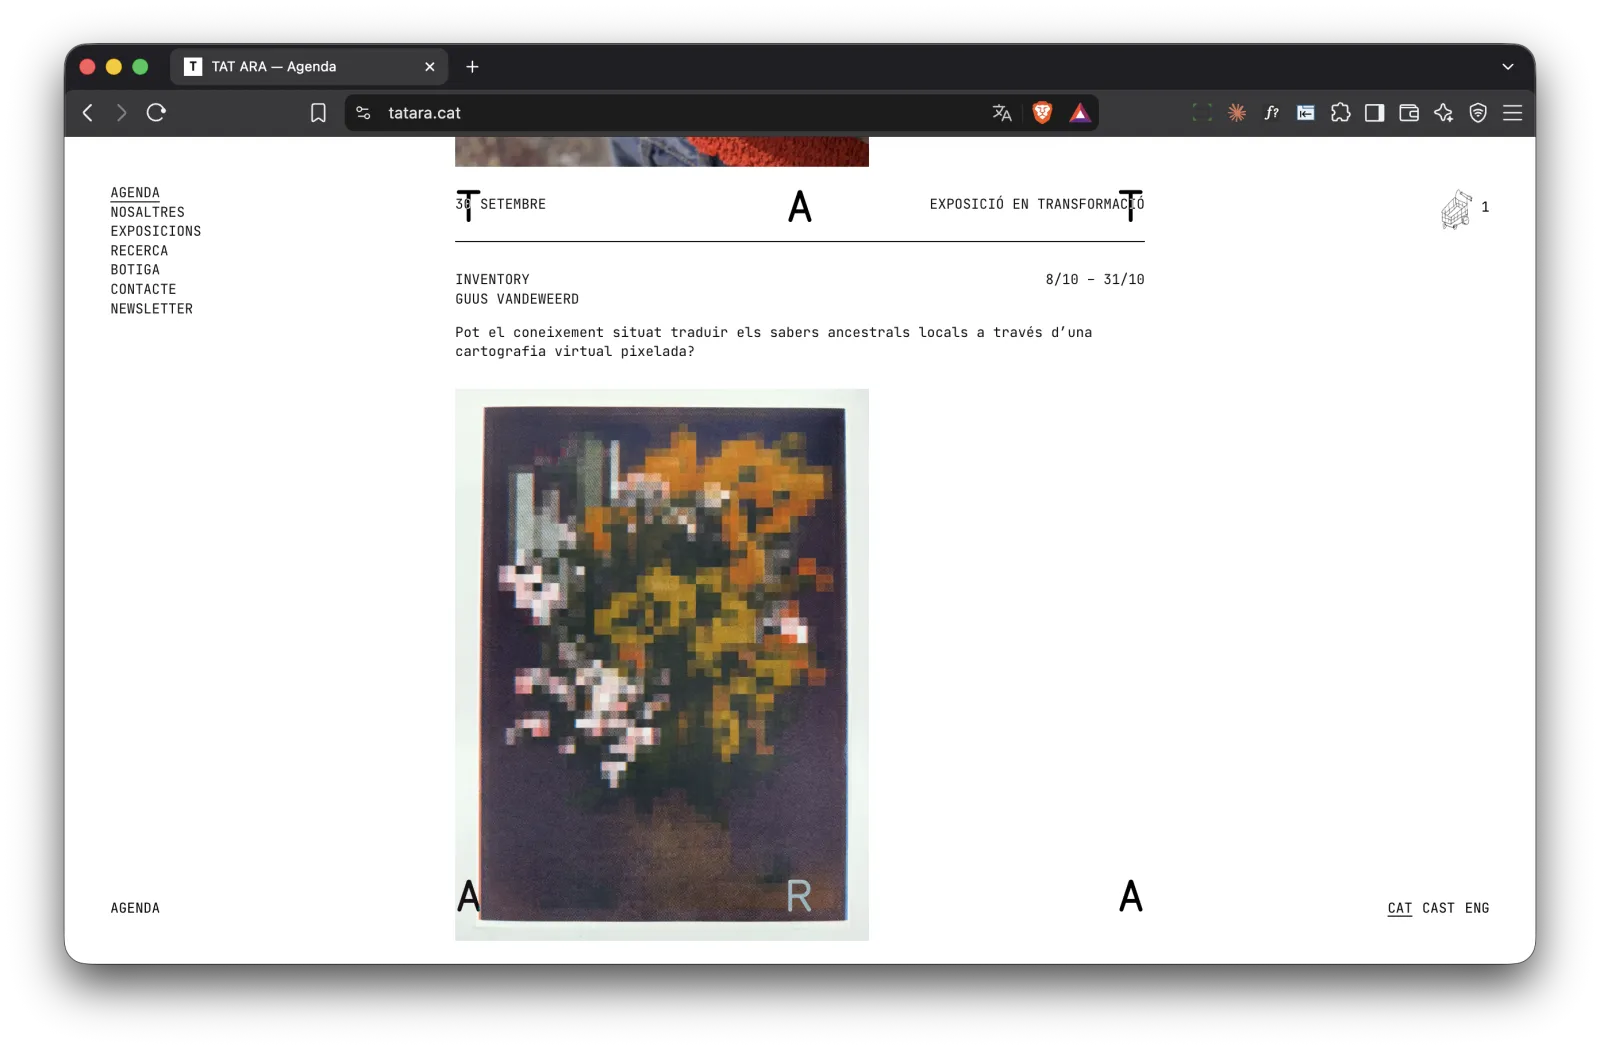 TAT ARA — Agenda
tatara.cat
AGENDA
NOSALTRES
EXPOSICIONS
RECERCA
BOTIGA
CONTACTE
NEWSLETTER
T A T
30 SETEMBRE
EXPOSICIÓ EN TRANSFORMACIÓ
1
INVENTORY
8/10 – 31/10
GUUS VANDEWEERD
Pot el coneixement situat traduir els sabers ancestrals locals a través d’una
cartografia virtual pixelada?
A R A
AGENDA
CAT CAST ENG